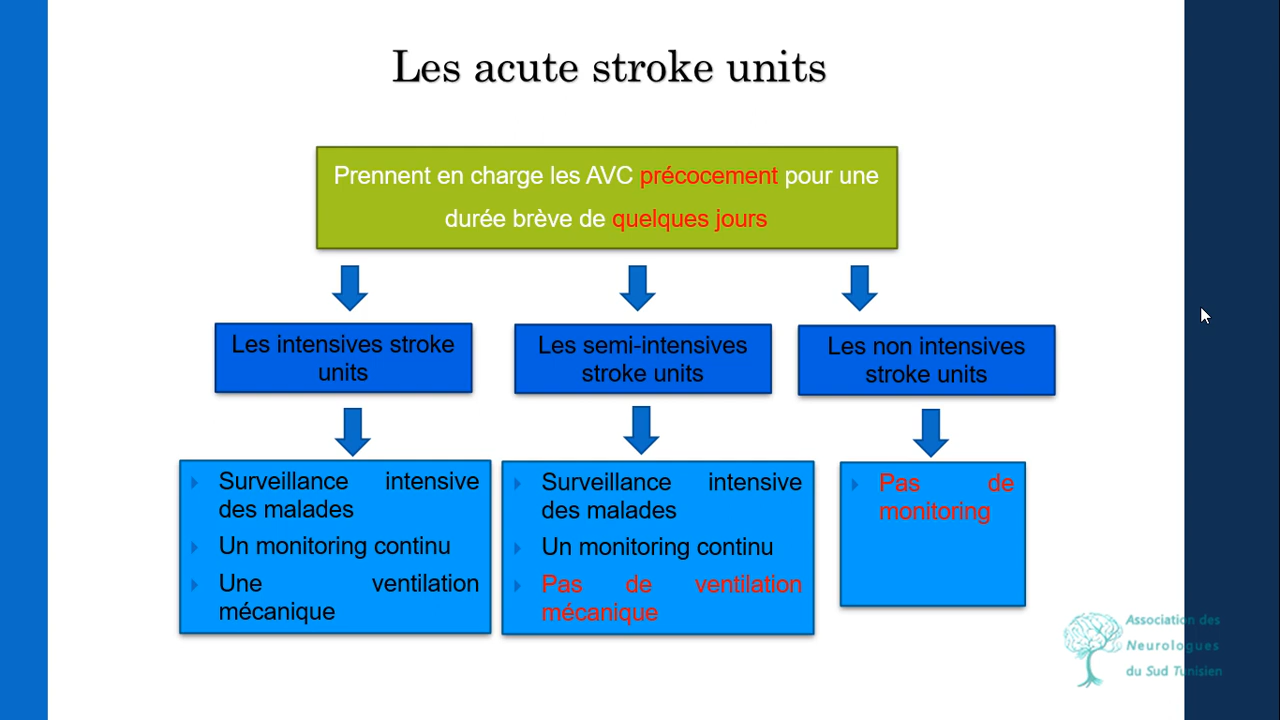 Les acute stroke units
Prennent en charge les AVC précocement pour une
durée brève de quelques jours
Les intensives stroke
units
Les semi-intensives
stroke units
Les non intensives
stroke units
Surveillance intensive
des malades
Un monitoring continu
Une ventilation
mécanique
Surveillance intensive
des malades
Un monitoring continu
Pas de ventilation
mécanique
Pas de
monitoring
Association des
Neurologues
du Sud Tunisien